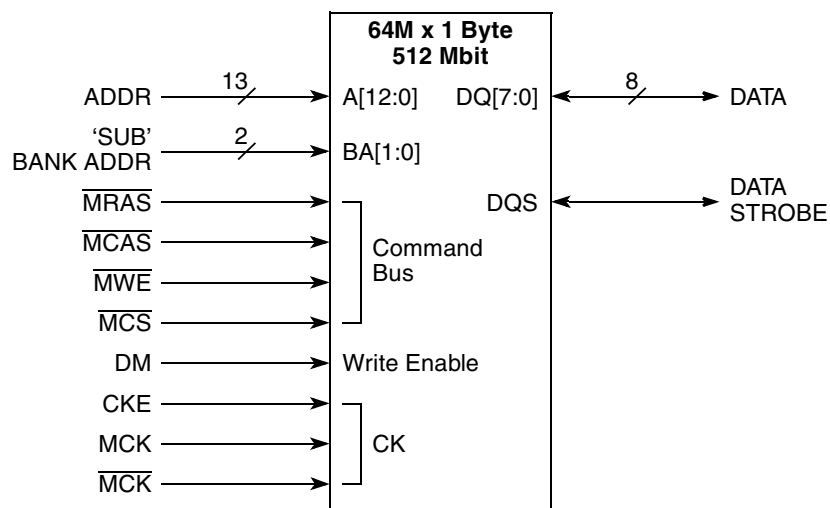 64M x 1 Byte
512 Mbit
ADDR 13 A[12:0] DQ[7:0] 8 DATA
'SUB'
BANK ADDR 2 BA[1:0]
MRAS DQS DATA
STROBE
MCAS Command
Bus
MWE
MCS
DM Write Enable
CKE
MCK CK
MCK